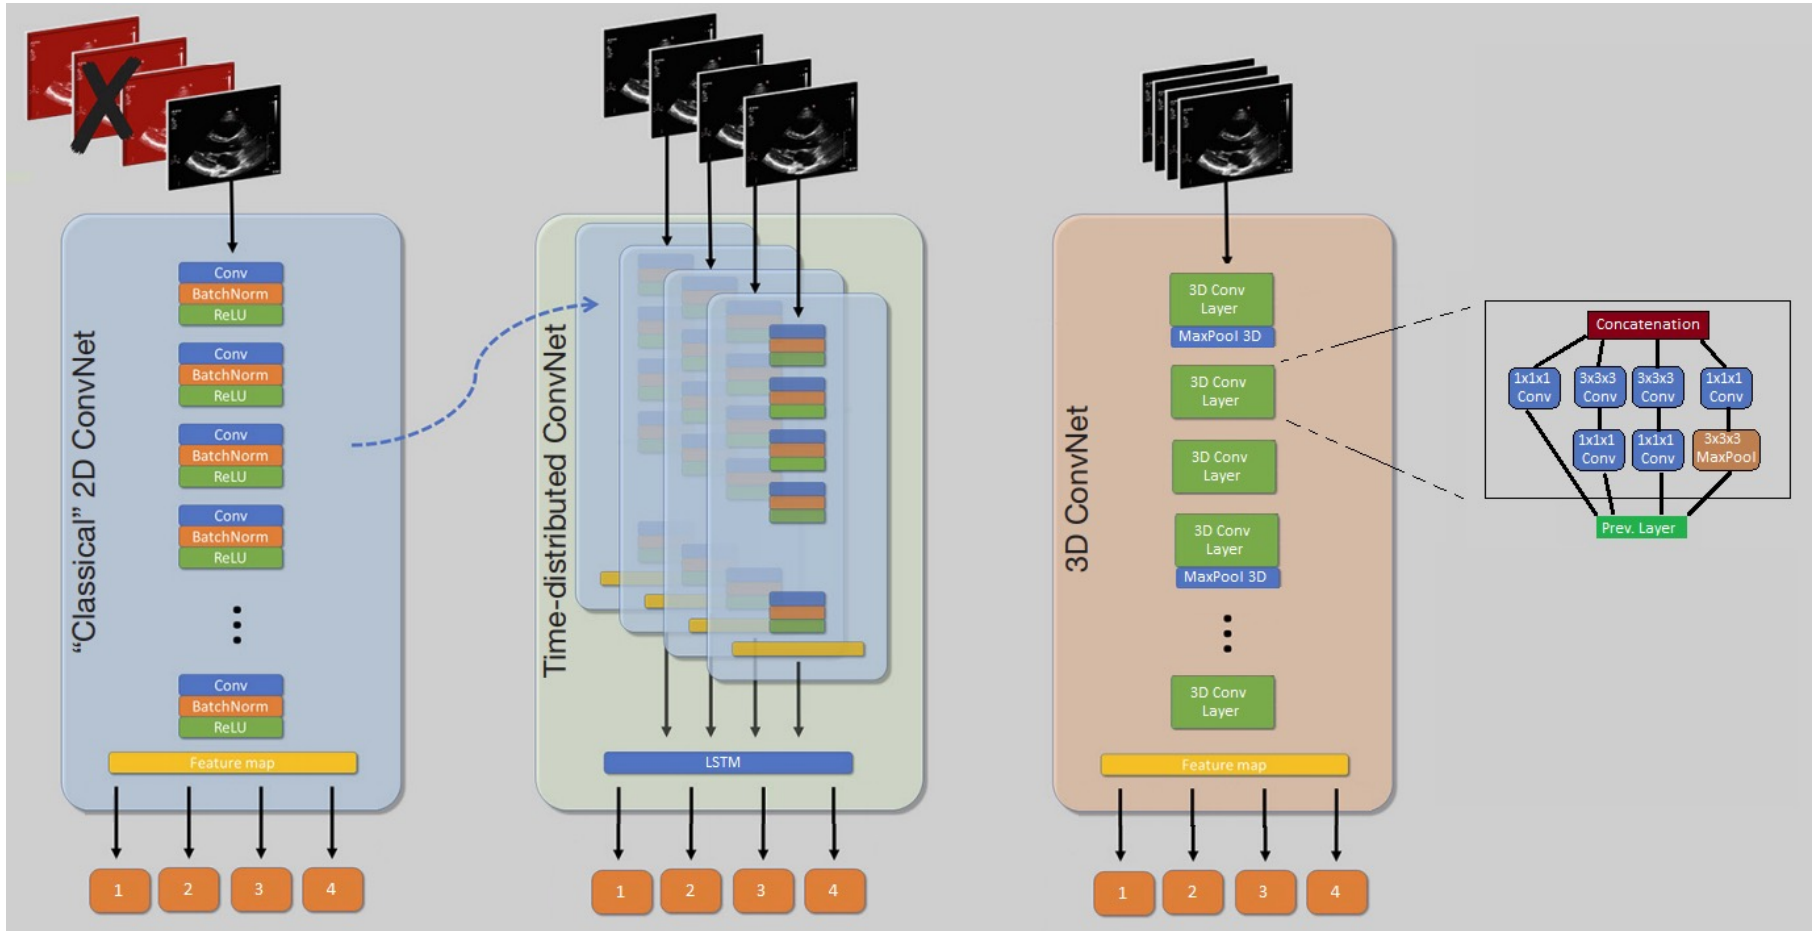 "Classical" 2D ConvNet
Conv
BatchNorm
ReLU
Conv
BatchNorm
ReLU
Conv
BatchNorm
ReLU
Conv
BatchNorm
ReLU
Conv
BatchNorm
ReLU
Feature map
1
2
3
4
Time-distributed ConvNet
LSTM
1
2
3
4
3D ConvNet
3D Conv
Layer
MaxPool 3D
3D Conv
Layer
3D Conv
Layer
3D Conv
Layer
MaxPool 3D
3D Conv
Layer
Feature map
1
2
3
4
Concatenation
1x1x1
Conv
3x3x3
Conv
3x3x3
Conv
1x1x1
Conv
1x1x1
Conv
1x1x1
Conv
3x3x3
MaxPool
Prev. Layer